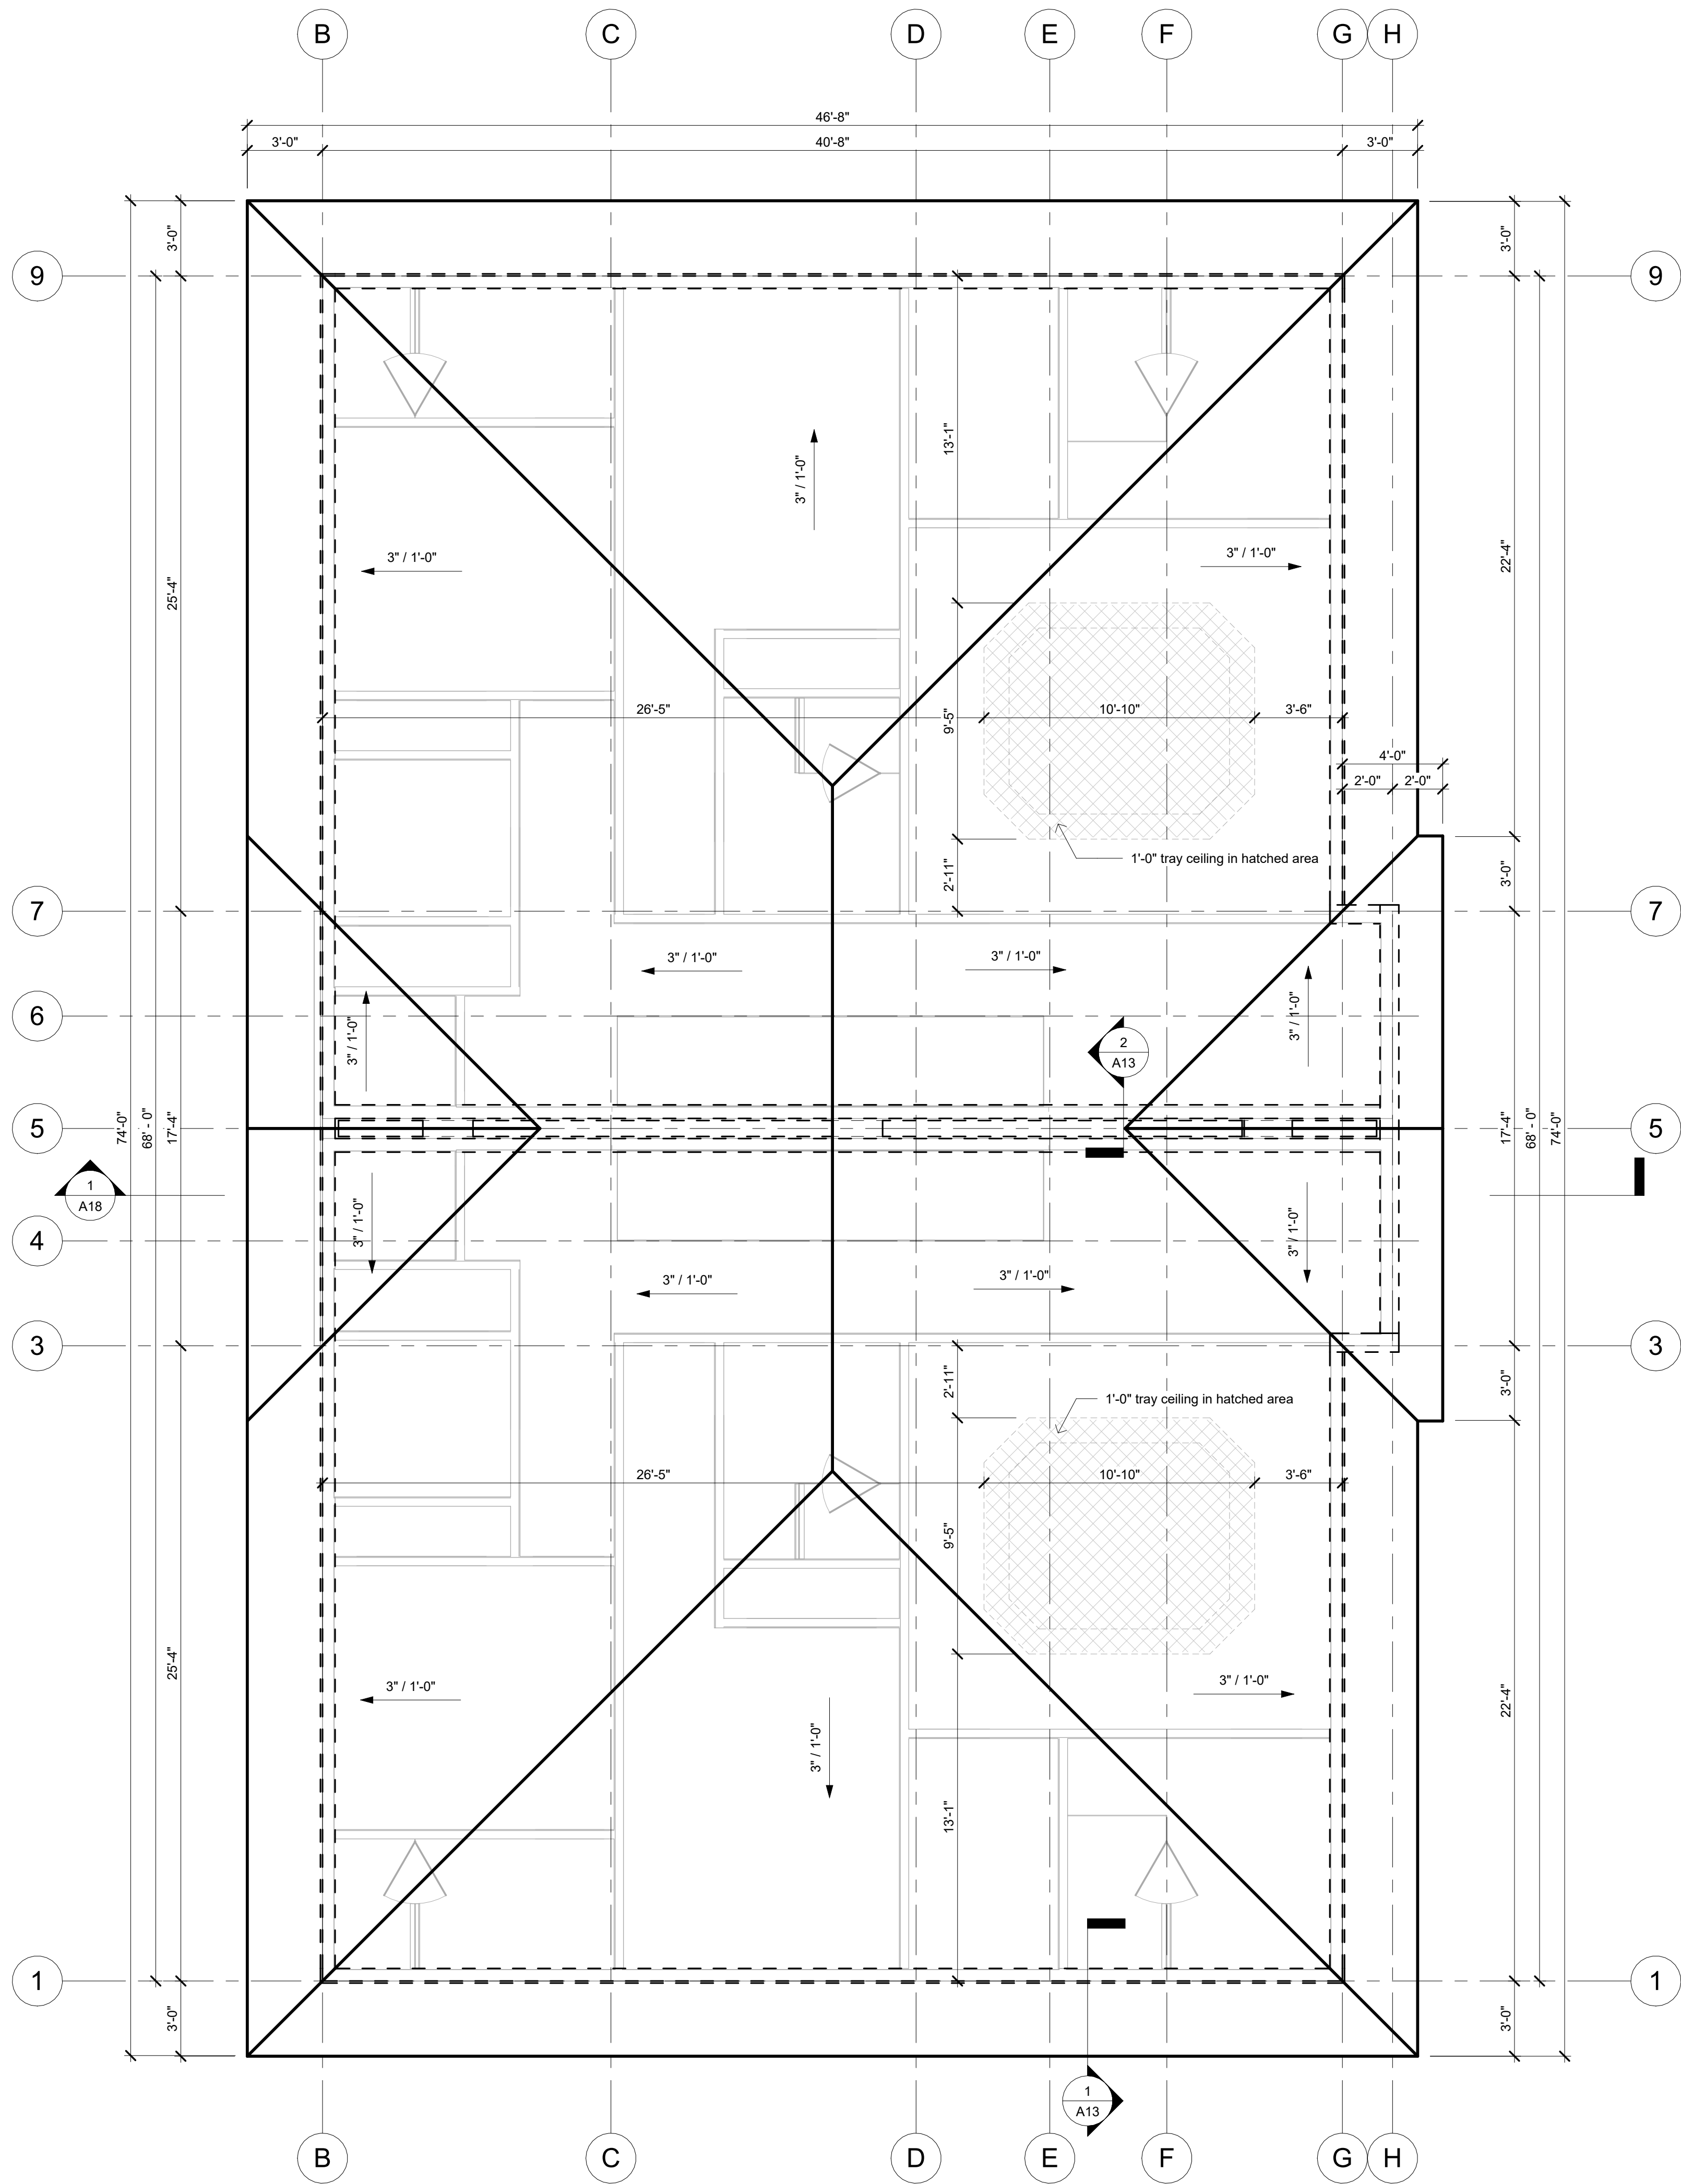 B C D E F G H
46'-8"
3'-0" 40'-8" 3'-0"
3'-0" 3'-0"
9 9
13'-1"
3" / 1'-0"
3" / 1'-0" 3" / 1'-0"
25'-4" 22'-4"
26'-5" 9'-5" 10'-10" 3'-6"
4'-0"
2'-0" 2'-0"
1'-0" tray ceiling in hatched area
2'-11" 3'-0"
7 7
3" / 1'-0" 3" / 1'-0"
6
3" / 1'-0" 3" / 1'-0"
2
A13
5 5
74'-0" 68' - 0" 17'-4" 17'-4" 68' - 0" 74'-0"
1
A18
3" / 1'-0" 3" / 1'-0"
4
3" / 1'-0" 3" / 1'-0"
3 3
2'-11" 3'-0"
1'-0" tray ceiling in hatched area
26'-5" 10'-10" 3'-6"
9'-5"
25'-4" 22'-4"
3" / 1'-0" 3" / 1'-0"
3" / 1'-0"
13'-1"
1 1
3'-0" 3'-0"
1
A13
B C D E F G H